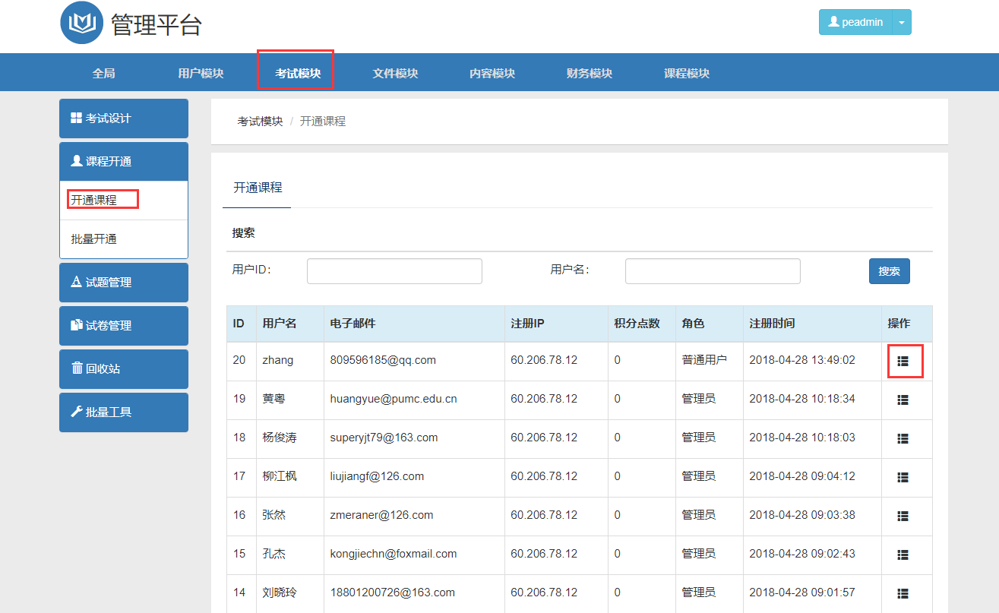 管理平台
peadmin
全局 用户模块 考试模块 文件模块 内容模块 财务模块 课程模块
考试设计
课程开通
开通课程
批量开通
试题管理
试卷管理
回收站
批量工具
考试模块 / 开通课程
开通课程
搜索
用户ID： 用户名： 搜索
ID 用户名 电子邮件 注册IP 积分点数 角色 注册时间 操作
20 zhang 809596185@qq.com 60.206.78.12 0 普通用户 2018-04-28 13:49:02
19 黄粤 huangyue@pumc.edu.cn 60.206.78.12 0 管理员 2018-04-28 10:18:34
18 杨俊涛 superyjt79@163.com 60.206.78.12 0 管理员 2018-04-28 10:18:03
17 柳江枫 liujiangf@126.com 60.206.78.12 0 管理员 2018-04-28 09:04:12
16 张然 zmeraner@126.com 60.206.78.12 0 管理员 2018-04-28 09:03:38
15 孔杰 kongjiechn@foxmail.com 60.206.78.12 0 管理员 2018-04-28 09:02:43
14 刘晓玲 18801200726@163.com 60.206.78.12 0 管理员 2018-04-28 09:01:57